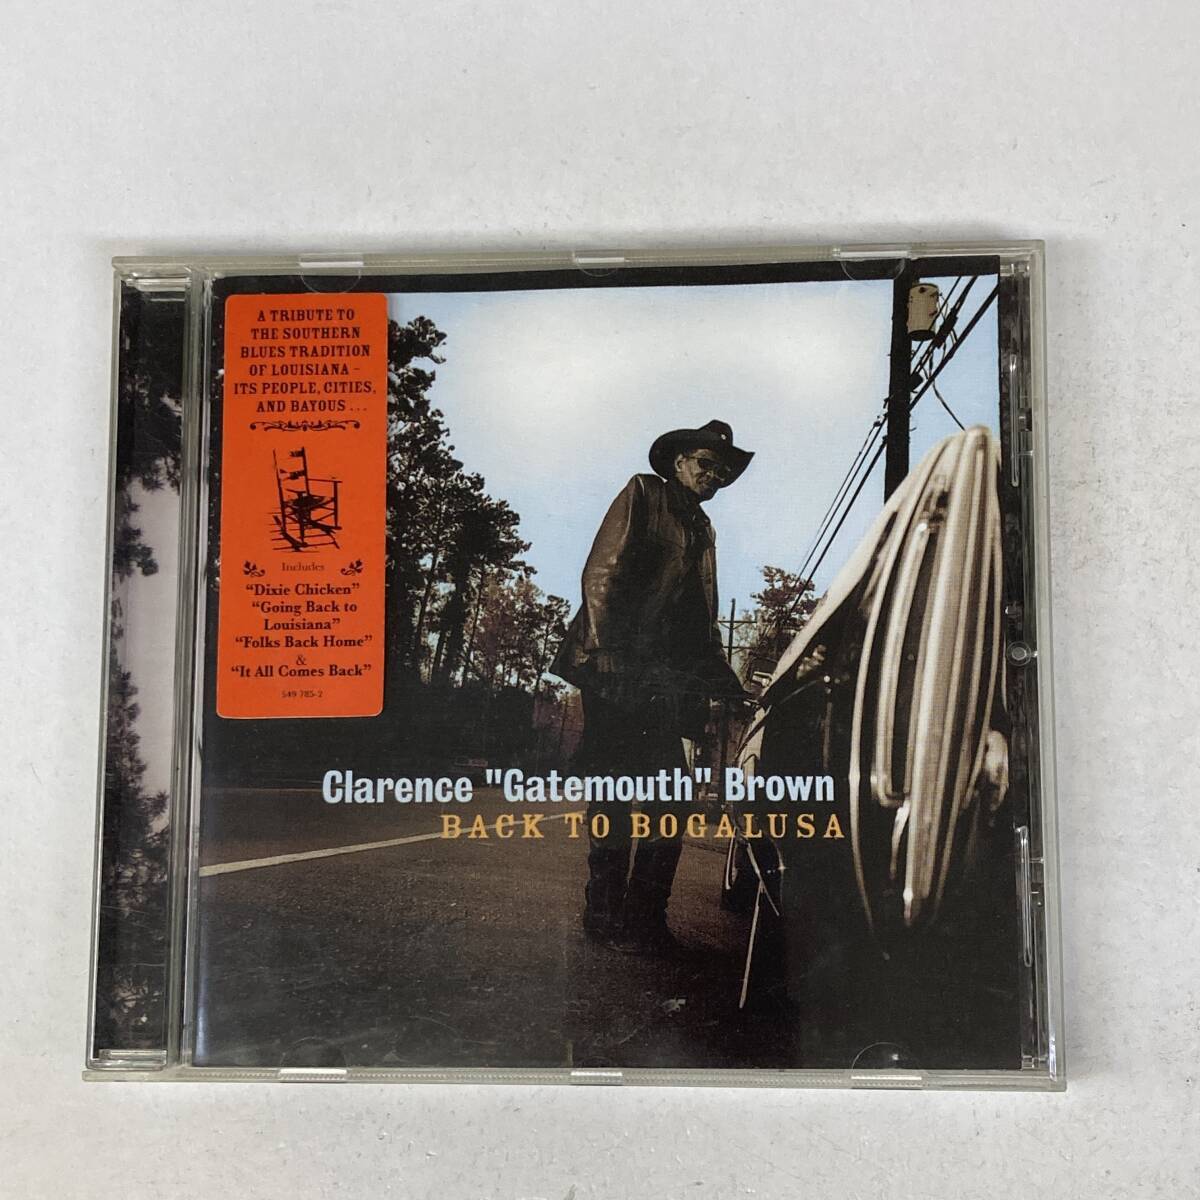 A TRIBUTE TO
THE SOUTHERN
BLUES TRADITION
OF LOUISIANA –
ITS PEOPLE, CITIES,
AND BAYOUS . . .
Includes
“Dixie Chicken”
“Going Back to
Louisiana”
“Folks Back Home”
&
“It All Comes Back”
549 785-2
Clarence "Gatemouth" Brown
BACK TO BOGALUSA